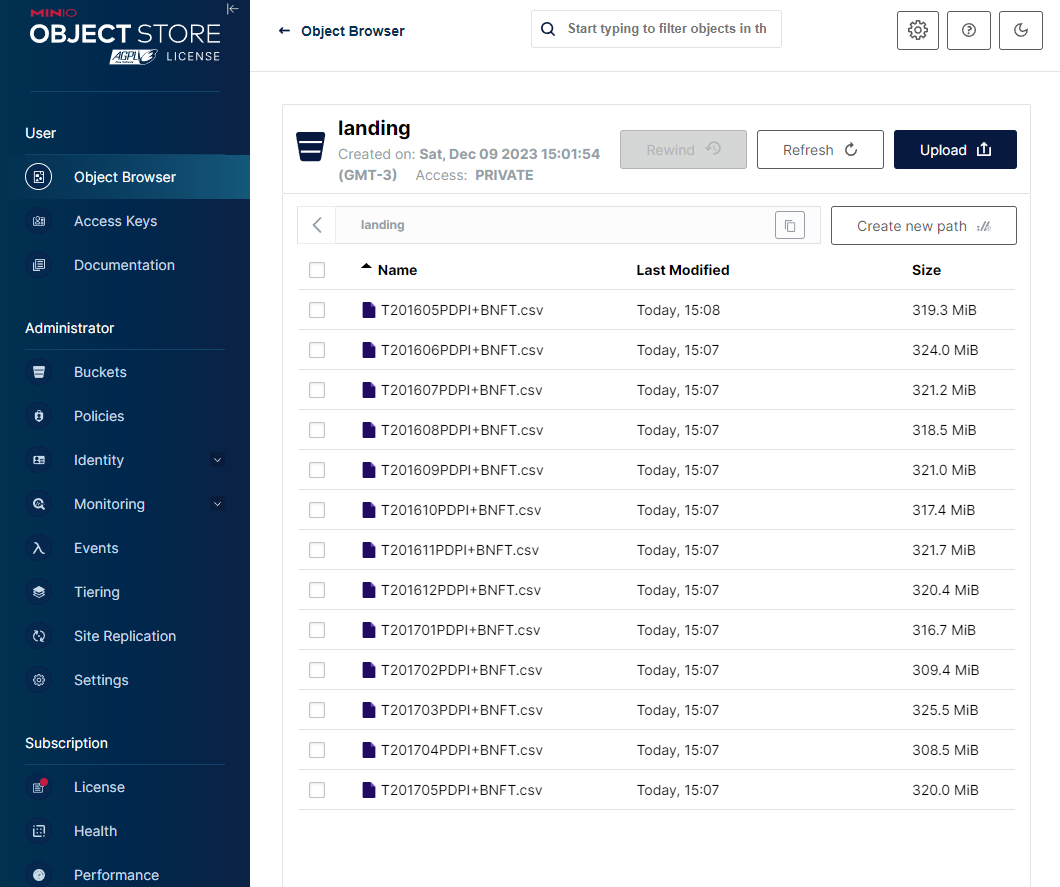 MINIO
OBJECT STORE
AGPLv3 LICENSE
User
Object Browser
Access Keys
Documentation
Administrator
Buckets
Policies
Identity
Monitoring
Events
Tiering
Site Replication
Settings
Subscription
License
Health
Performance
Object Browser
Start typing to filter objects in th
landing
Created on: Sat, Dec 09 2023 15:01:54
(GMT-3) Access: PRIVATE
Rewind
Refresh
Upload
landing
Create new path
Name Last Modified Size
T201605PDPI+BNFT.csv Today, 15:08 319.3 MiB
T201606PDPI+BNFT.csv Today, 15:07 324.0 MiB
T201607PDPI+BNFT.csv Today, 15:07 321.2 MiB
T201608PDPI+BNFT.csv Today, 15:07 318.5 MiB
T201609PDPI+BNFT.csv Today, 15:07 321.0 MiB
T201610PDPI+BNFT.csv Today, 15:07 317.4 MiB
T201611PDPI+BNFT.csv Today, 15:07 321.7 MiB
T201612PDPI+BNFT.csv Today, 15:07 320.4 MiB
T201701PDPI+BNFT.csv Today, 15:07 316.7 MiB
T201702PDPI+BNFT.csv Today, 15:07 309.4 MiB
T201703PDPI+BNFT.csv Today, 15:07 325.5 MiB
T201704PDPI+BNFT.csv Today, 15:07 308.5 MiB
T201705PDPI+BNFT.csv Today, 15:07 320.0 MiB